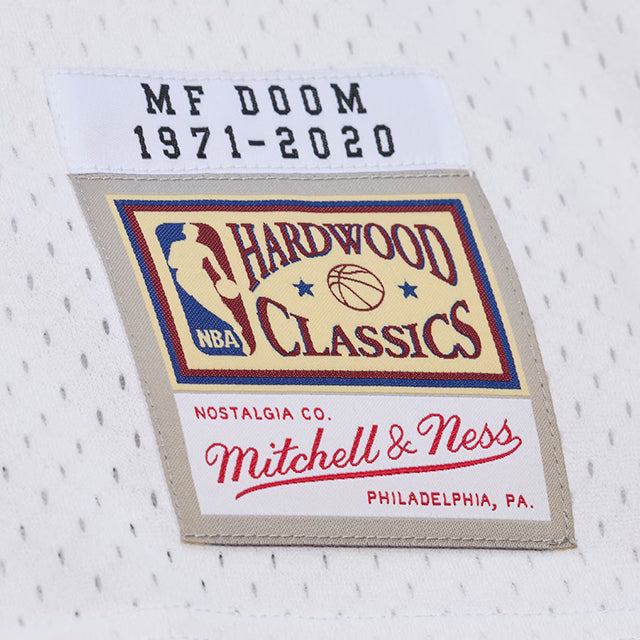 MF DOOM
1971-2020
HARDWOOD
CLASSICS
NBA
NOSTALGIA CO.
Mitchell & Ness
PHILADELPHIA, PA.